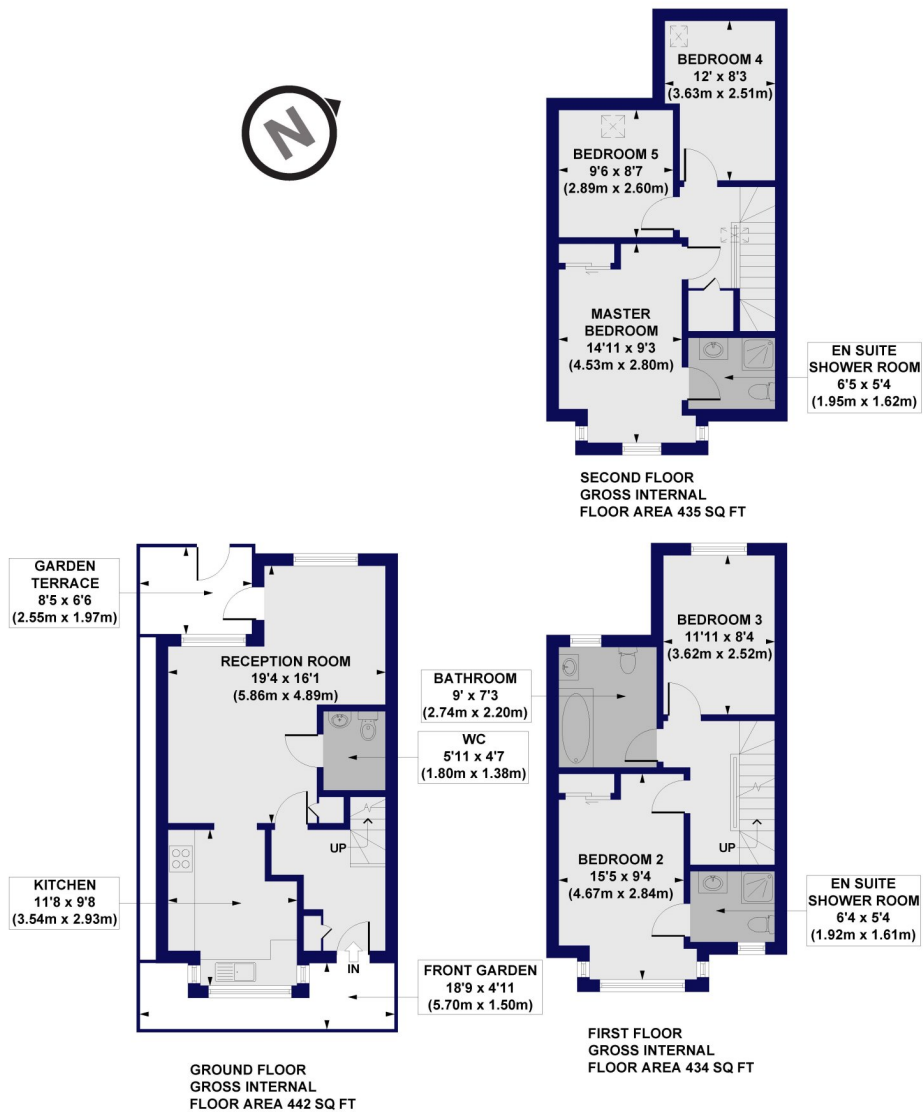 N
BEDROOM 4
12' x 8'3
(3.63m x 2.51m)
BEDROOM 5
9'6 x 8'7
(2.89m x 2.60m)
MASTER
BEDROOM
14'11 x 9'3
(4.53m x 2.80m)
EN SUITE
SHOWER ROOM
6'5 x 5'4
(1.95m x 1.62m)
SECOND FLOOR
GROSS INTERNAL
FLOOR AREA 435 SQ FT
GARDEN
TERRACE
8'5 x 6'6
(2.55m x 1.97m)
RECEPTION ROOM
19'4 x 16'1
(5.86m x 4.89m)
WC
5'11 x 4'7
(1.80m x 1.38m)
UP
KITCHEN
11'8 x 9'8
(3.54m x 2.93m)
IN
FRONT GARDEN
18'9 x 4'11
(5.70m x 1.50m)
GROUND FLOOR
GROSS INTERNAL
FLOOR AREA 442 SQ FT
BEDROOM 3
11'11 x 8'4
(3.62m x 2.52m)
BATHROOM
9' x 7'3
(2.74m x 2.20m)
UP
BEDROOM 2
15'5 x 9'4
(4.67m x 2.84m)
EN SUITE
SHOWER ROOM
6'4 x 5'4
(1.92m x 1.61m)
FIRST FLOOR
GROSS INTERNAL
FLOOR AREA 434 SQ FT